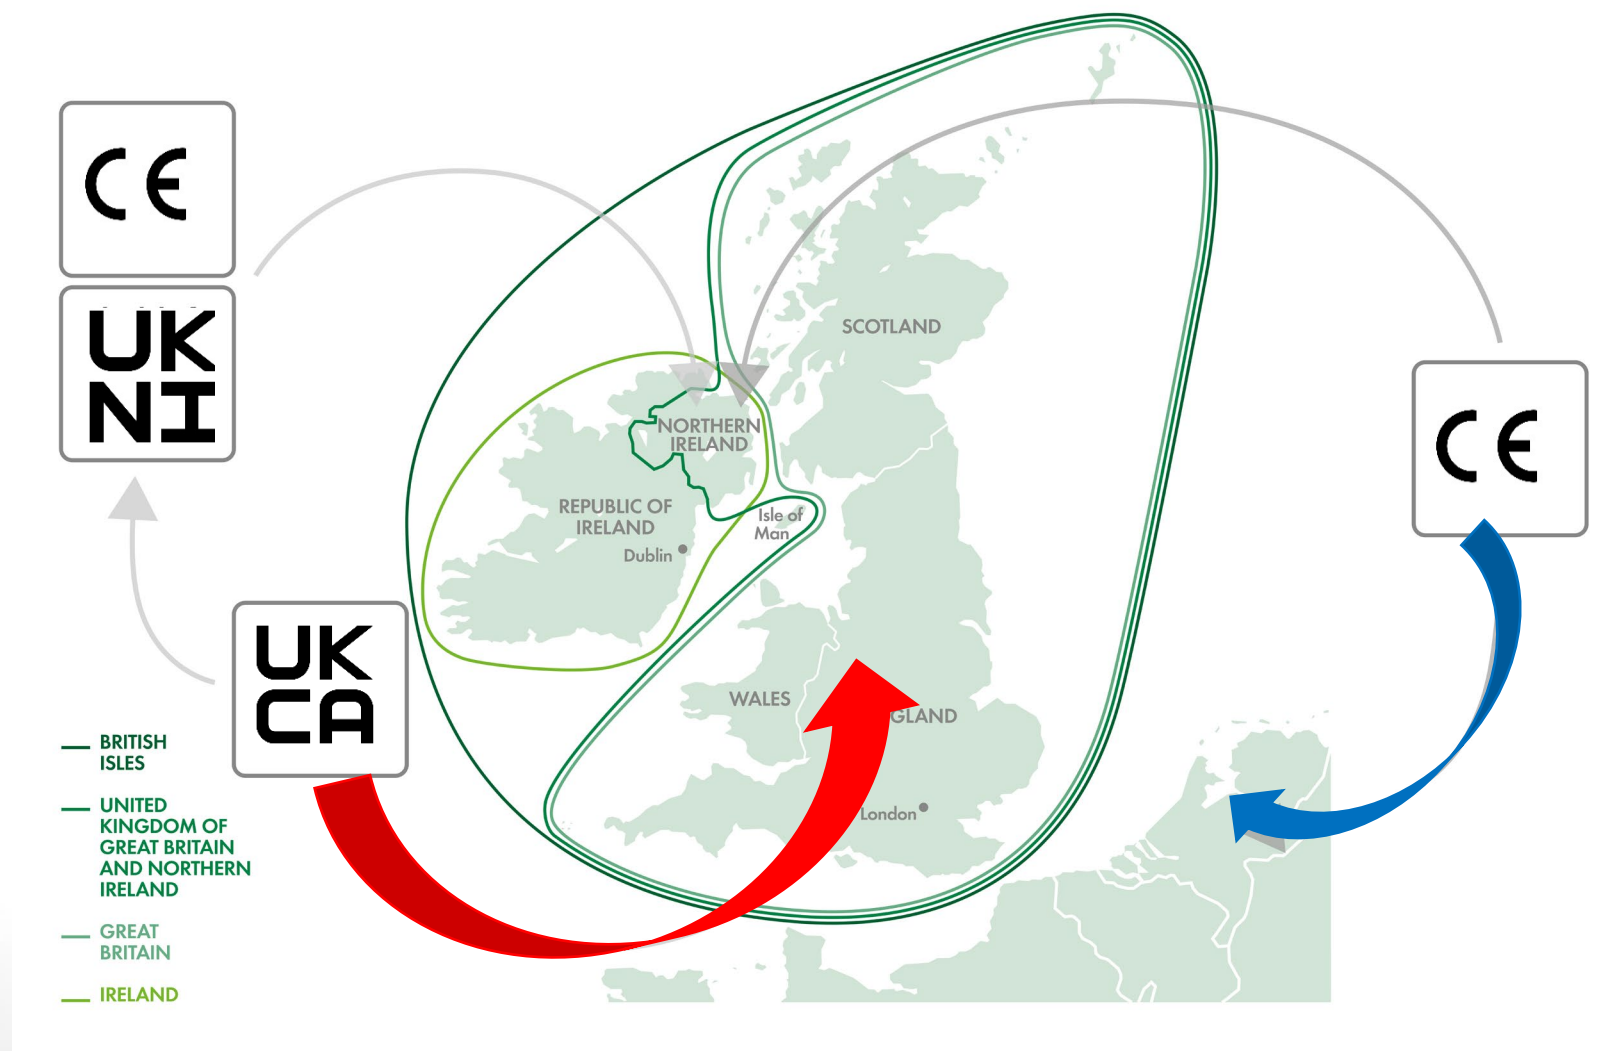 CE
UK
NI
UK
CA
CE
SCOTLAND
NORTHERN
IRELAND
REPUBLIC OF
IRELAND
Dublin
Isle of
Man
WALES
GLAND
London
BRITISH
ISLES
UNITED
KINGDOM OF
GREAT BRITAIN
AND NORTHERN
IRELAND
GREAT
BRITAIN
IRELAND